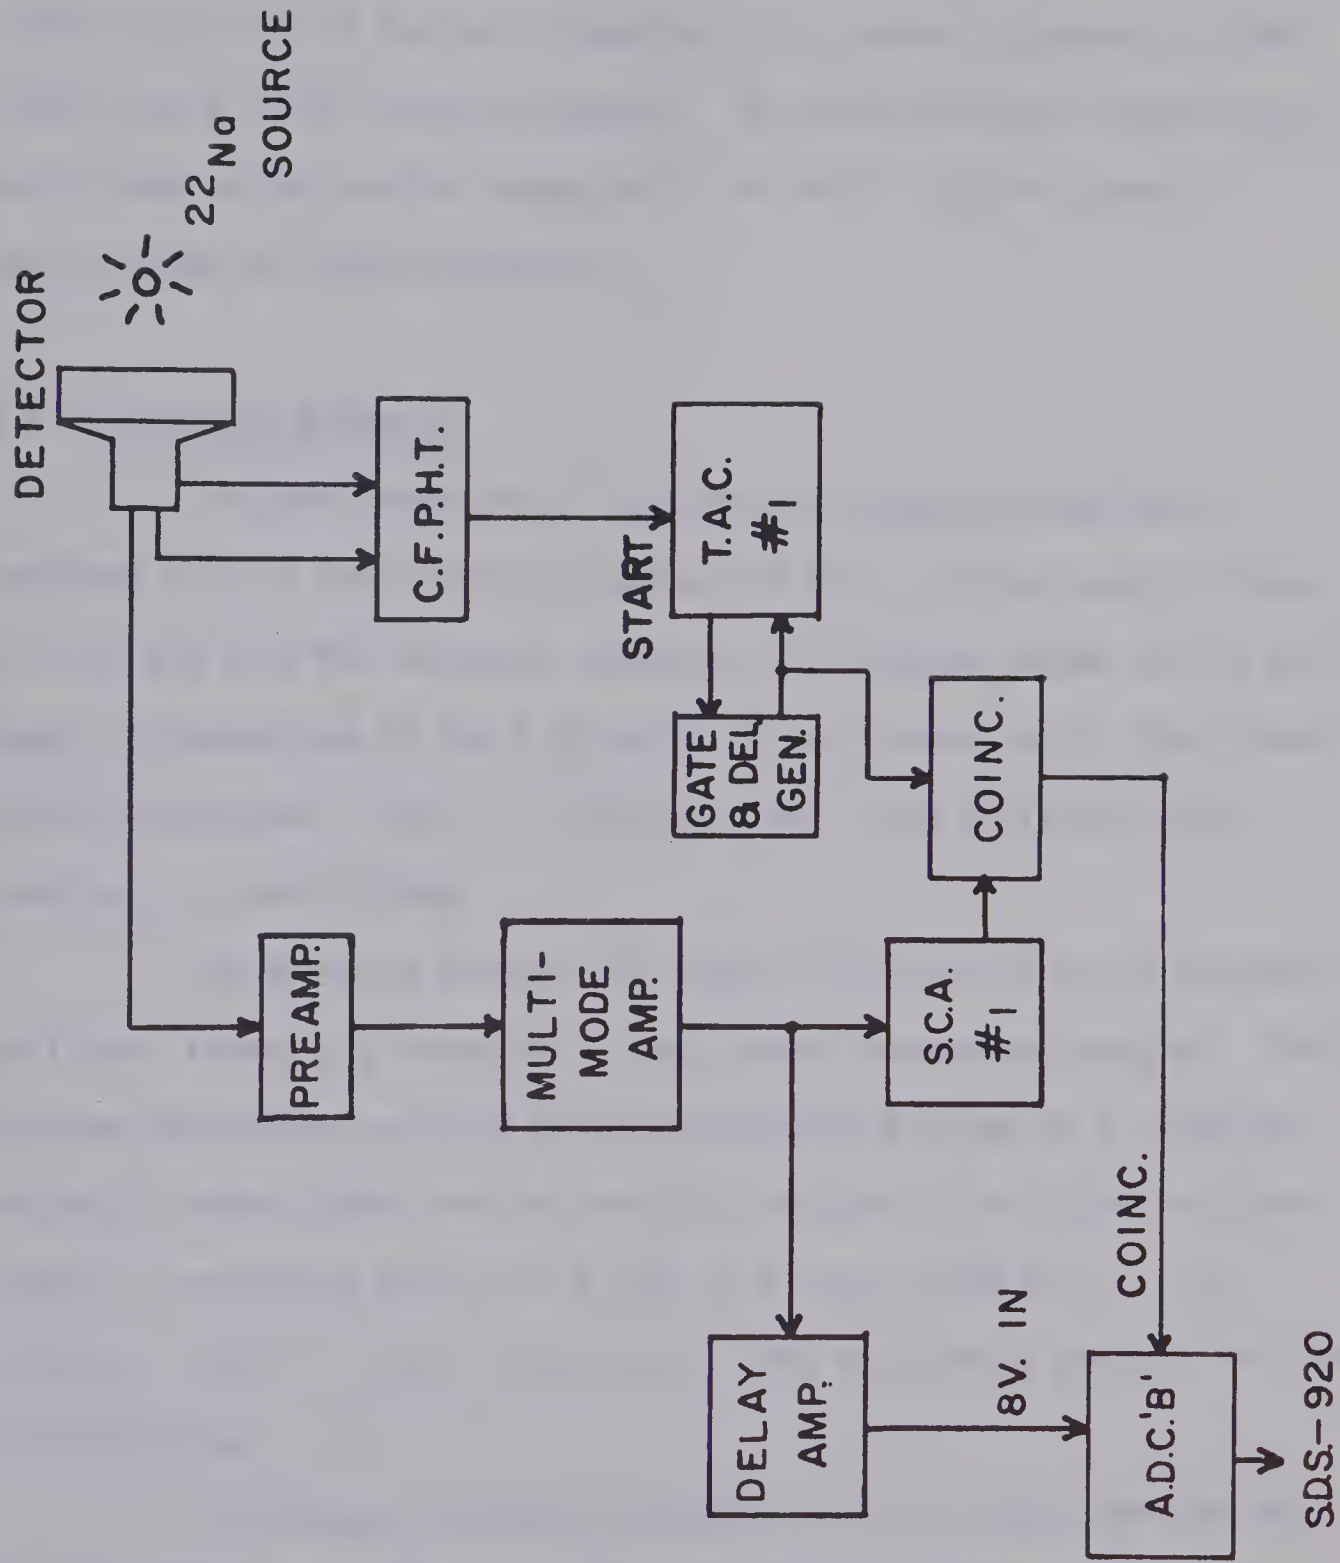 DETECTOR
22Na
SOURCE
C.F.P.H.T.
START
T.A.C.
#1
GATE
& DEL
GEN.
COINC.
PREAMP.
MULTI-
MODE
AMP.
S.C.A.
#1
DELAY
AMP.
8V. IN
COINC.
A.D.C.'B'
S.D.S.-920